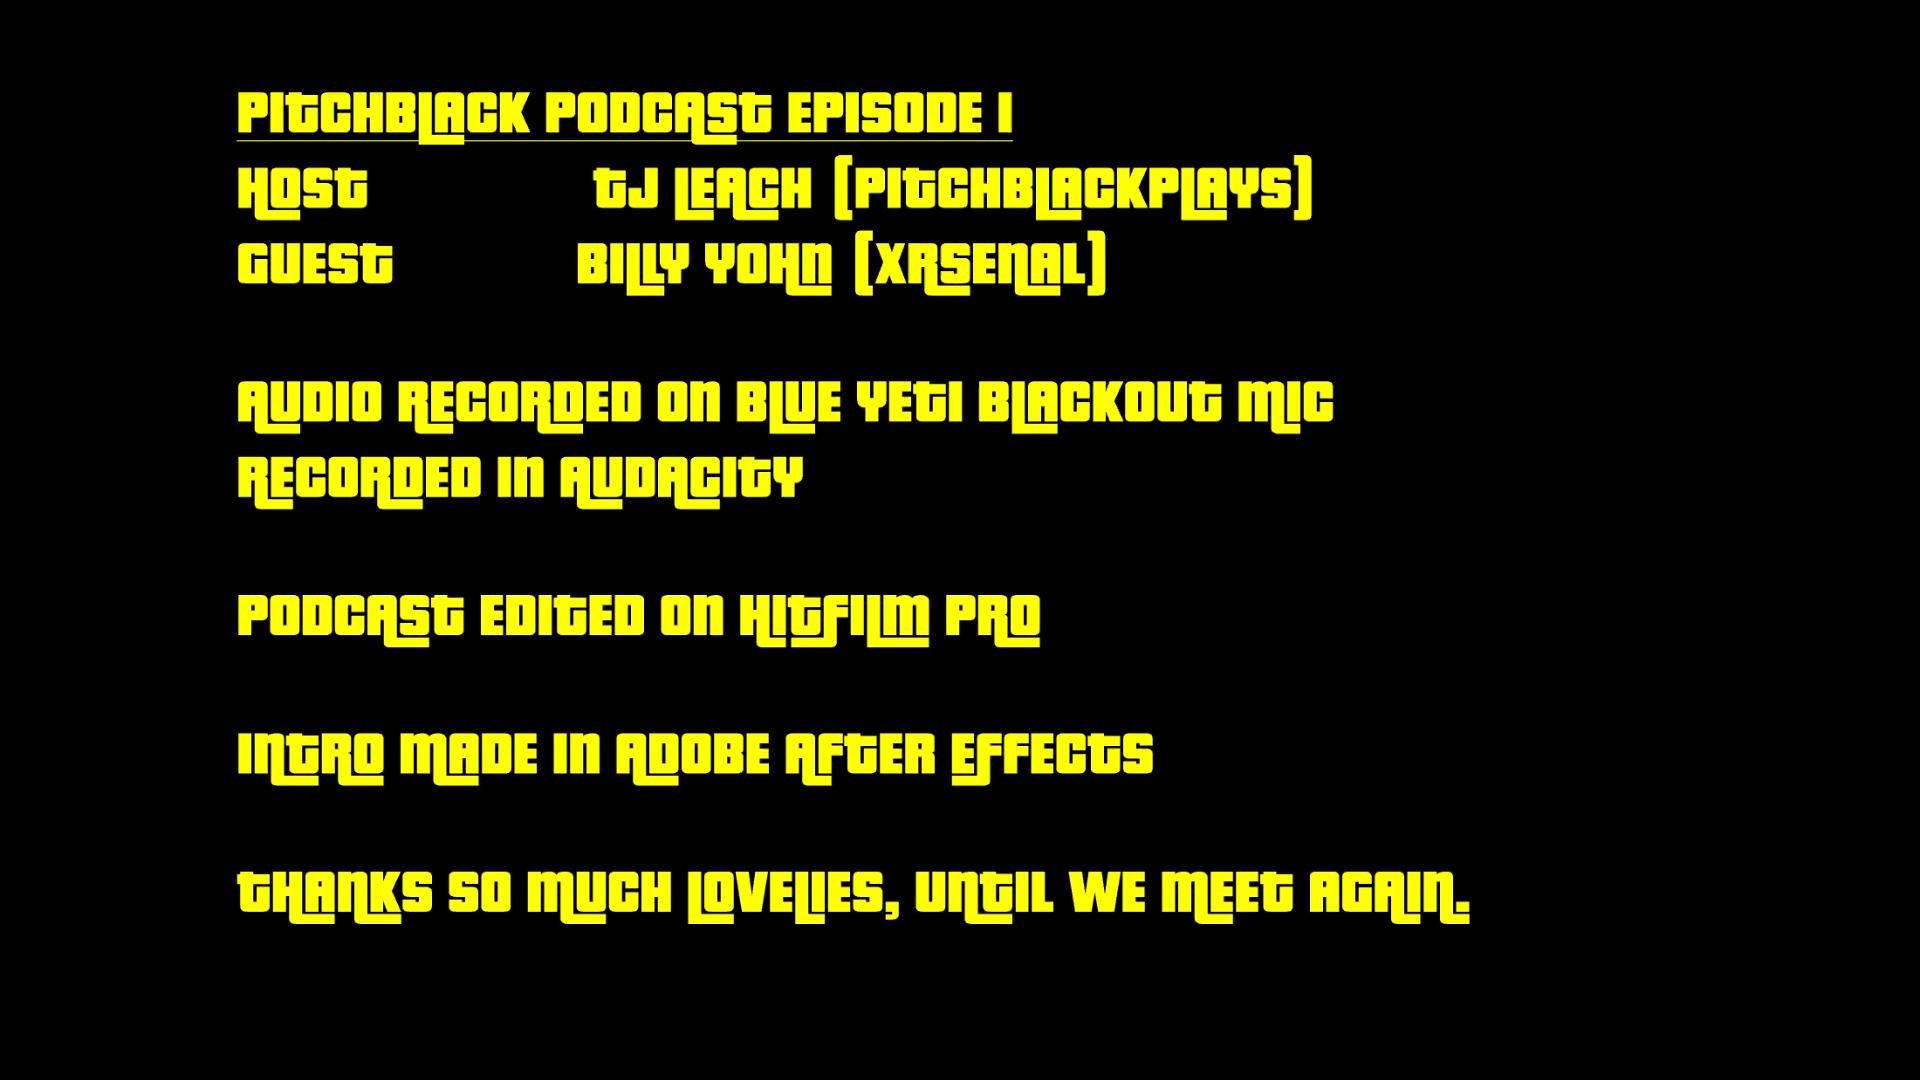 PITCHBLACK PODCAST EPISODE 1
HOST TJ LEACH (PITCHBLACKPLAYS)
GUEST BILLY YOHN (XRSENAL)
AUDIO RECORDED ON BLUE YETI BLACKOUT MIC
RECORDED IN AUDACITY
PODCAST EDITED ON HITFILM PRO
INTRO MADE IN ADOBE AFTER EFFECTS
THANKS SO MUCH LOVELIES, UNTIL WE MEET AGAIN.